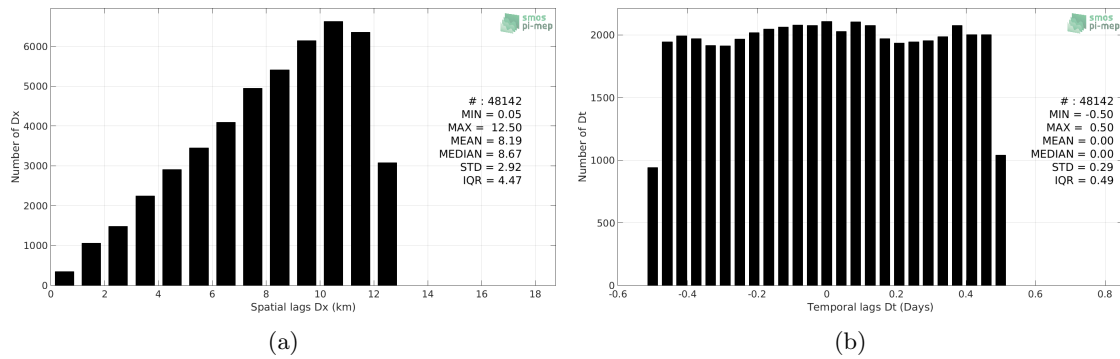 smos
pi-mep
Number of Dx
6000
5000
4000
3000
2000
1000
0
# : 48142
MIN = 0.05
MAX = 12.50
MEAN = 8.19
MEDIAN = 8.67
STD = 2.92
IQR = 4.47
0 2 4 6 8 10 12 14 16 18
Spatial lags Dx (km)
(a)
smos
pi-mep
Number of Dt
2000
1500
1000
500
0
# : 48142
MIN = -0.50
MAX = 0.50
MEAN = 0.00
MEDIAN = 0.00
STD = 0.29
IQR = 0.49
-0.6 -0.4 -0.2 0 0.2 0.4 0.6 0.8
Temporal lags Dt (Days)
(b)